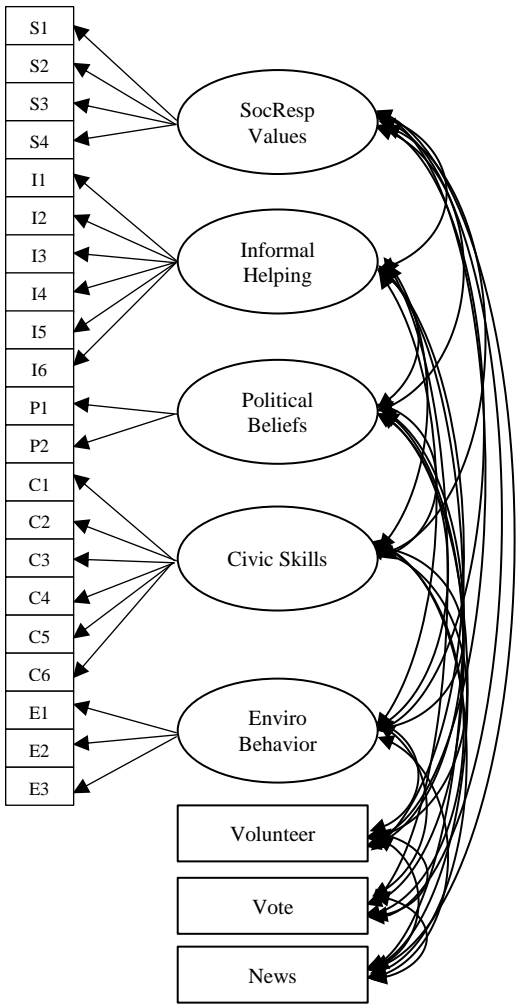 S1
S2
S3
S4
I1
I2
I3
I4
I5
I6
P1
P2
C1
C2
C3
C4
C5
C6
E1
E2
E3
SocResp
Values
Informal
Helping
Political
Beliefs
Civic Skills
Enviro
Behavior
Volunteer
Vote
News